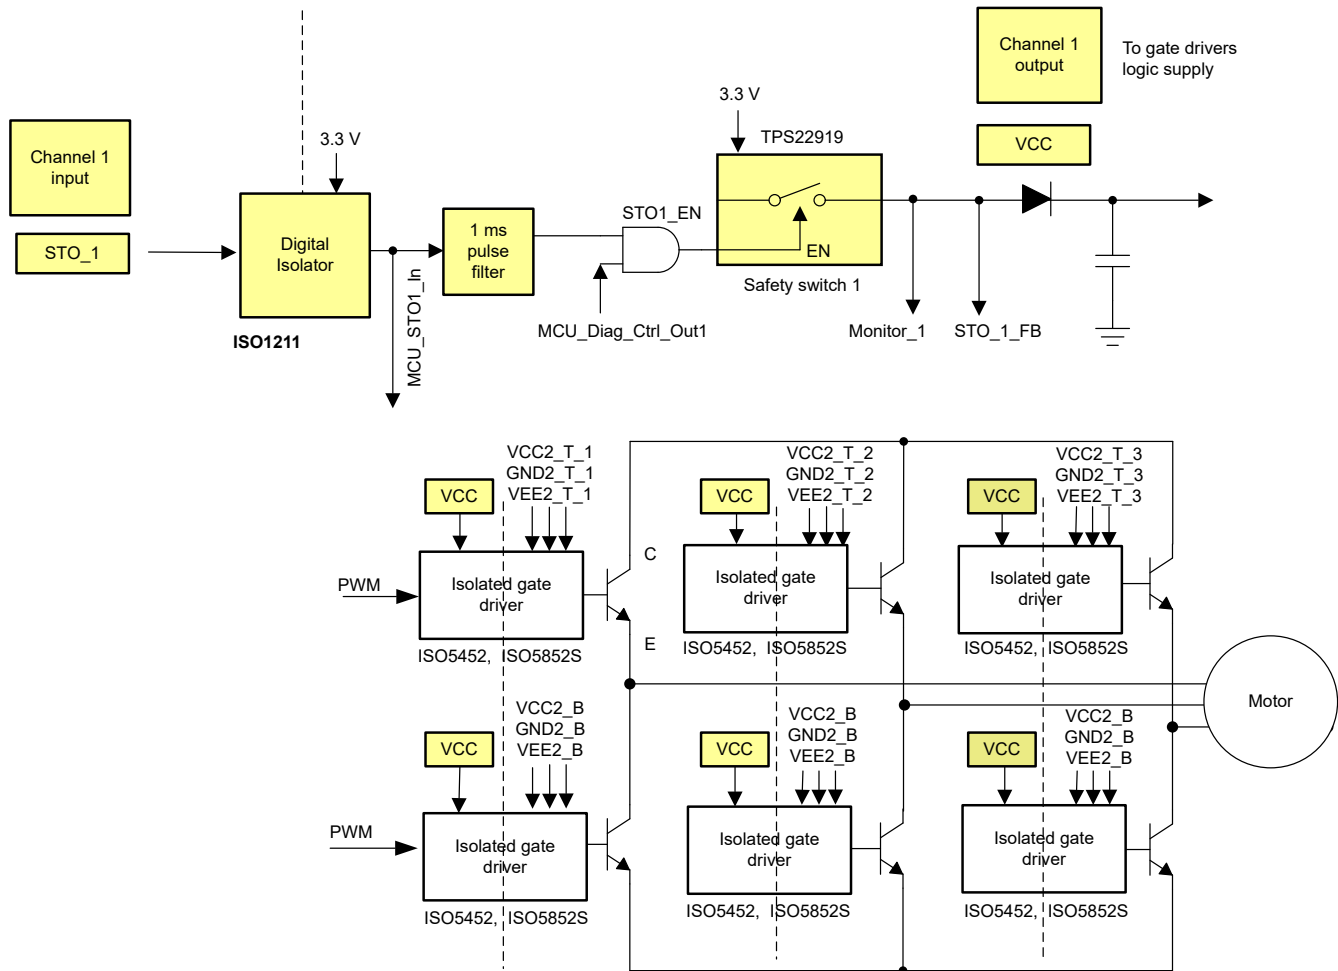 Channel 1
input
STO_1
3.3 V
Digital
Isolator
ISO1211
MCU_STO1_In
1 ms
pulse
filter
STO1_EN
MCU_Diag_Ctrl_Out1
3.3 V
TPS22919
EN
Safety switch 1
Monitor_1
STO_1_FB
Channel 1
output
To gate drivers
logic supply
VCC
VCC
VCC2_T_1
GND2_T_1
VEE2_T_1
PWM
Isolated gate
driver
ISO5452, ISO5852S
C
E
VCC
VCC2_T_2
GND2_T_2
VEE2_T_2
Isolated gate
driver
ISO5452, ISO5852S
VCC
VCC2_T_3
GND2_T_3
VEE2_T_3
Isolated gate
driver
ISO5452, ISO5852S
Motor
VCC
VCC2_B
GND2_B
VEE2_B
PWM
Isolated gate
driver
ISO5452, ISO5852S
VCC
VCC2_B
GND2_B
VEE2_B
Isolated gate
driver
ISO5452, ISO5852S
VCC
VCC2_B
GND2_B
VEE2_B
Isolated gate
driver
ISO5452, ISO5852S